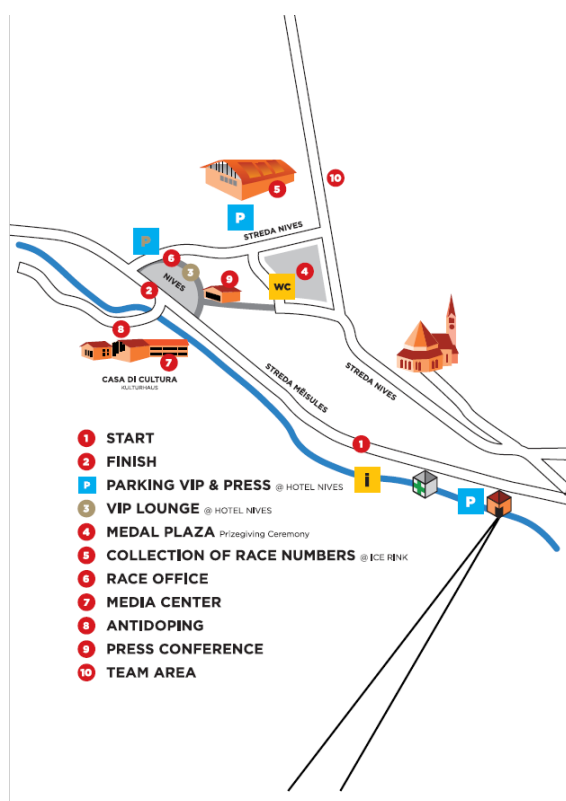 10
5
P
STREDA NIVES
P
6
3
4
NIVES
9
WC
2
8
7
CASA DI CULTURA
KULTURHAUS
STREDA MËISULES
STREDA NIVES
1
i
P
1 START
2 FINISH
P PARKING VIP & PRESS @ HOTEL NIVES
3 VIP LOUNGE @ HOTEL NIVES
4 MEDAL PLAZA Prizegiving Ceremony
5 COLLECTION OF RACE NUMBERS @ ICE RINK
6 RACE OFFICE
7 MEDIA CENTER
8 ANTIDOPING
9 PRESS CONFERENCE
10 TEAM AREA